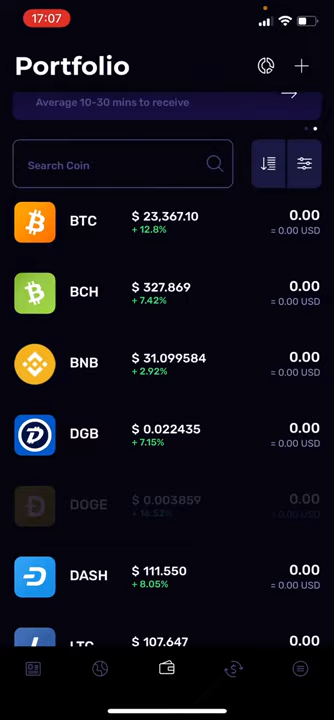 17:07
Portfolio
Average 10-30 mins to receive
Search Coin
BTC $ 23,367.10 0.00
+ 12.8% = 0.00 USD
BCH $ 327.869 0.00
+ 7.42% = 0.00 USD
BNB $ 31.099584 0.00
+ 2.92% = 0.00 USD
DGB $ 0.022435 0.00
+ 7.15% = 0.00 USD
DOGE $ 0.003859 0.00
+ 16.52% = 0.00 USD
DASH $ 111.550 0.00
+ 8.05% = 0.00 USD
LTC $ 107.647 0.00